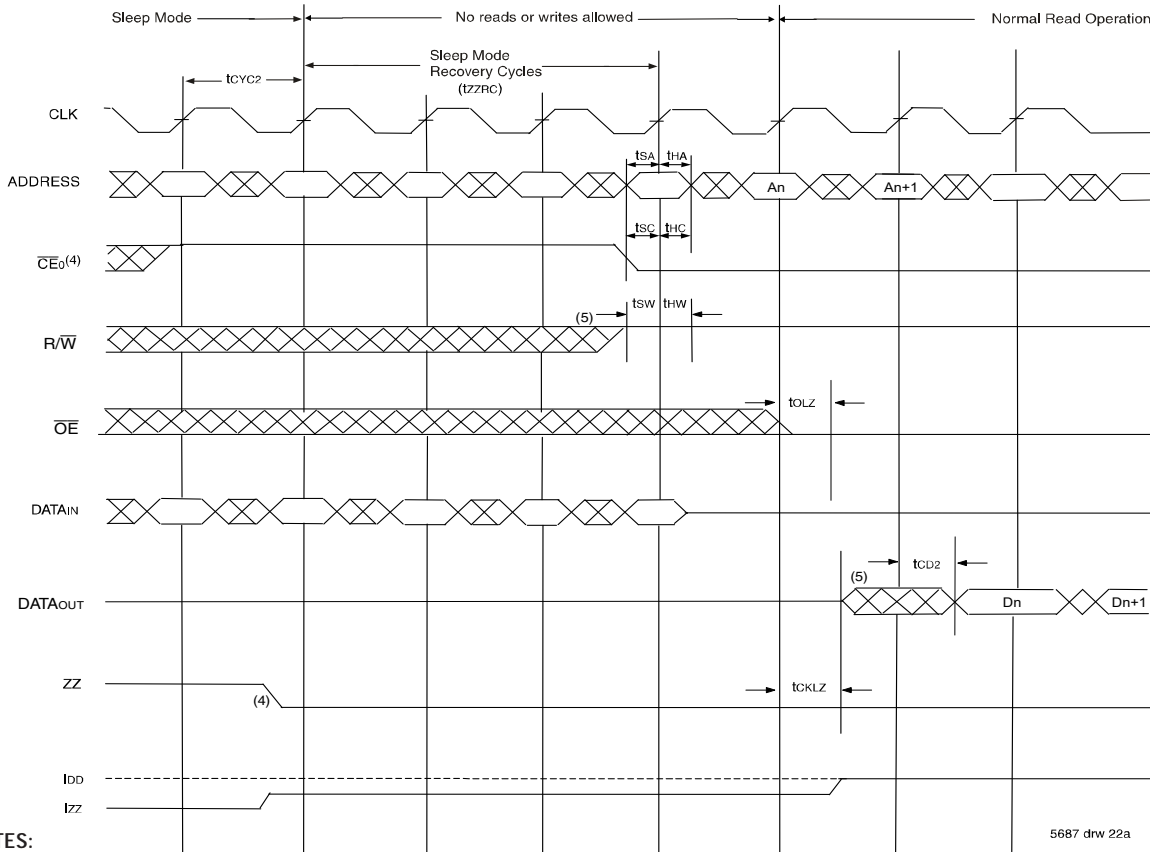 Sleep Mode
No reads or writes allowed
Normal Read Operation
Sleep Mode
Recovery Cycles
(tZZRC)
tCYC2
CLK
tSA
tHA
ADDRESS
An
An+1
tSC
tHC
CE0(4)
tSW
tHW
(5)
R/W
tOLZ
OE
DATAIN
tCD2
(5)
DATAOUT
Dn
Dn+1
ZZ
(4)
tCKLZ
IDD
IZZ
5687 drw 22a
TES: